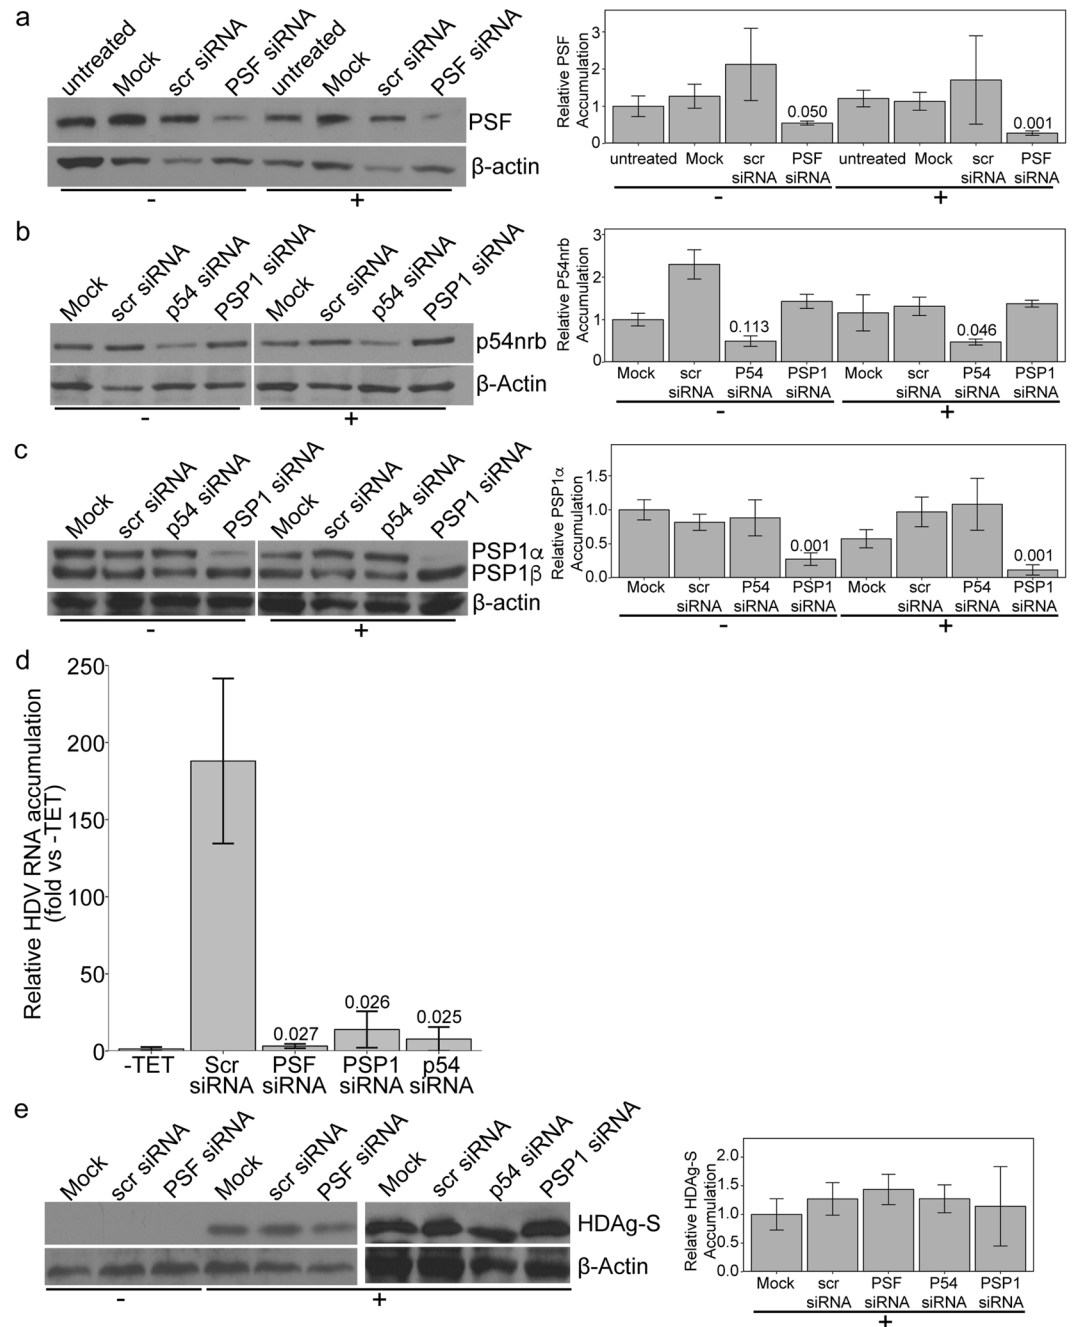 a
untreated Mock scr siRNA PSF siRNA untreated Mock scr siRNA PSF siRNA
PSF
β-actin
- +
Relative PSF
Accumulation
3
2
1
0
0.050 0.001
untreated Mock scr siRNA PSF siRNA untreated Mock scr siRNA PSF siRNA
- +
b
Mock scr siRNA p54 siRNA PSP1 siRNA Mock scr siRNA p54 siRNA PSP1 siRNA
p54nrb
β-Actin
- +
Relative P54nrb
Accumulation
3
2
1
0
0.113 0.046
Mock scr siRNA P54 siRNA PSP1 siRNA Mock scr siRNA P54 siRNA PSP1 siRNA
- +
c
Mock scr siRNA p54 siRNA PSP1 siRNA Mock scr siRNA p54 siRNA PSP1 siRNA
PSP1α
PSP1β
β-actin
- +
Relative PSP1α
Accumulation
1.5
1.0
0.5
0.0
0.001 0.001
Mock scr siRNA P54 siRNA PSP1 siRNA Mock scr siRNA P54 siRNA PSP1 siRNA
- +
d
Relative HDV RNA accumulation
(fold vs -TET)
250
200
150
100
50
0
0.027 0.026 0.025
-TET Scr siRNA PSF siRNA PSP1 siRNA p54 siRNA
e
Mock scr siRNA PSF siRNA Mock scr siRNA PSF siRNA Mock scr siRNA p54 siRNA PSP1 siRNA
HDAg-S
β-Actin
- +
Relative HDAg-S
Accumulation
2.0
1.5
1.0
0.5
0.0
Mock scr siRNA PSF siRNA P54 siRNA PSP1 siRNA
+